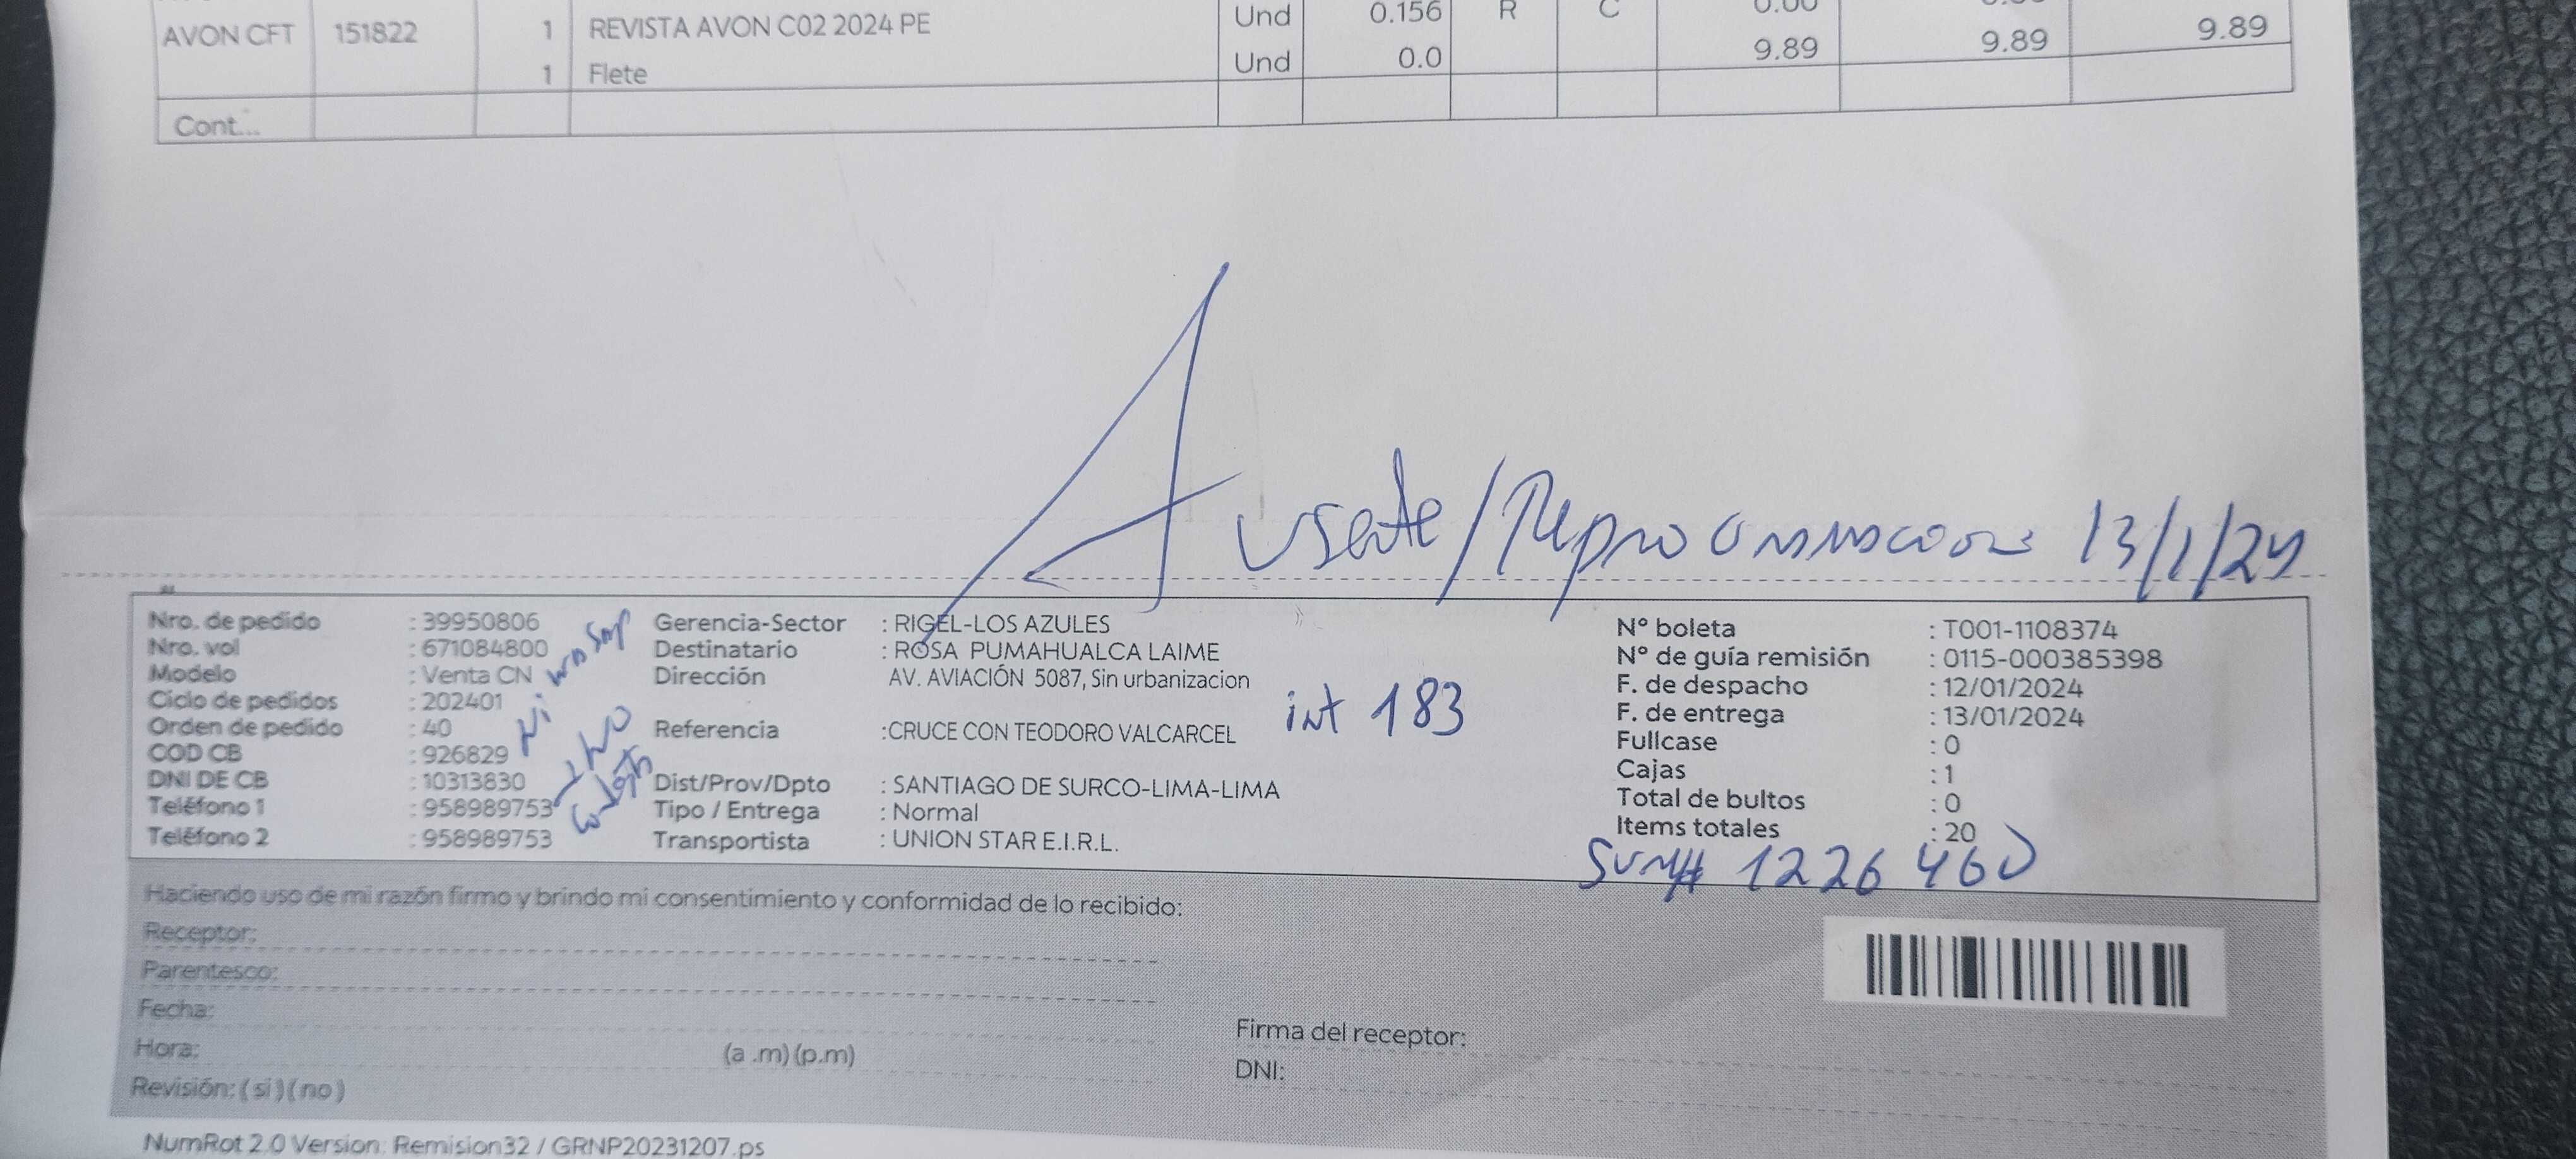 AVON CFT 151822 1 REVISTA AVON C02 2024 PE Und 0.156 R C 0.00
1 Flete Und 0.0 9.89 9.89 9.89
Cont...
Ausente/Reprogramacion 13/1/24
Nro. de pedido : 39950806
Nro. vol : 671084800
Modelo : Venta CN
Ciclo de pedidos : 202401
Orden de pedido : 40
COD CB : 926829
DNI DE CB : 10313830
Teléfono 1 : 958989753
Teléfono 2 : 958989753
NO
Ni
Gerencia-Sector : RIGEL-LOS AZULES
Destinatario : ROSA PUMAHUALCA LAIME
Dirección AV. AVIACIÓN 5087, Sin urbanizacion
int 183
Referencia :CRUCE CON TEODORO VALCARCEL
Dist/Prov/Dpto : SANTIAGO DE SURCO-LIMA-LIMA
Tipo / Entrega : Normal
Transportista : UNION STAR E.I.R.L.
N° boleta : T001-1108374
N° de guía remisión : 0115-000385398
F. de despacho : 12/01/2024
F. de entrega : 13/01/2024
Fullcase : 0
Cajas : 1
Total de bultos : 0
Items totales : 20
Sum# 1226460
Haciendo uso de mi razón firmo y brindo mi consentimiento y conformidad de lo recibido:
Receptor:
Parentesco:
Fecha:
Hora: (a .m) (p.m)
Revisión: ( si ) ( no )
Firma del receptor:
DNI:
NumRot 2.0 Version: Remision32 / GRNP20231207.ps